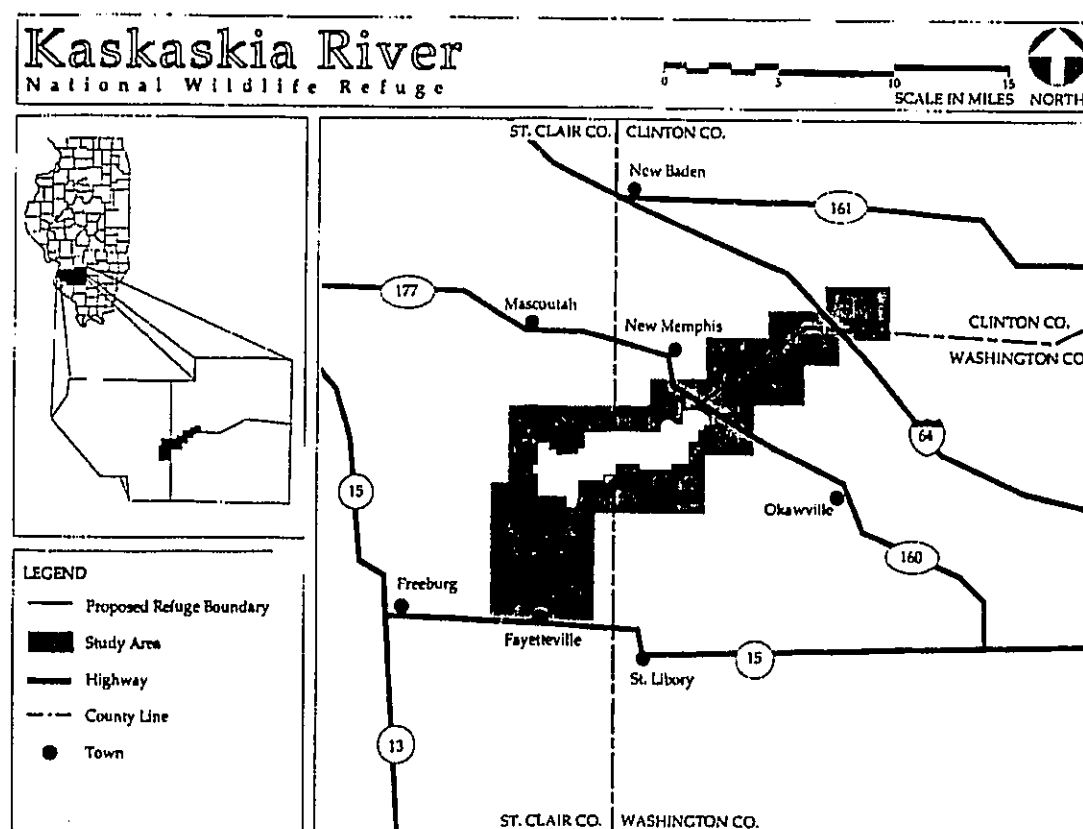 Kaskaskia River
National Wildlife Refuge
0 5 10 15
SCALE IN MILES NORTH
ST. CLAIR CO. CLINTON CO.
New Baden
161
177
Mascoutah
New Memphis
CLINTON CO.
WASHINGTON CO
64
15
Okawville
160
Freeburg
Fayetteville
15
St. Libory
13
ST. CLAIR CO. WASHINGTON CO.
LEGEND
Proposed Refuge Boundary
Study Area
Highway
County Line
Town